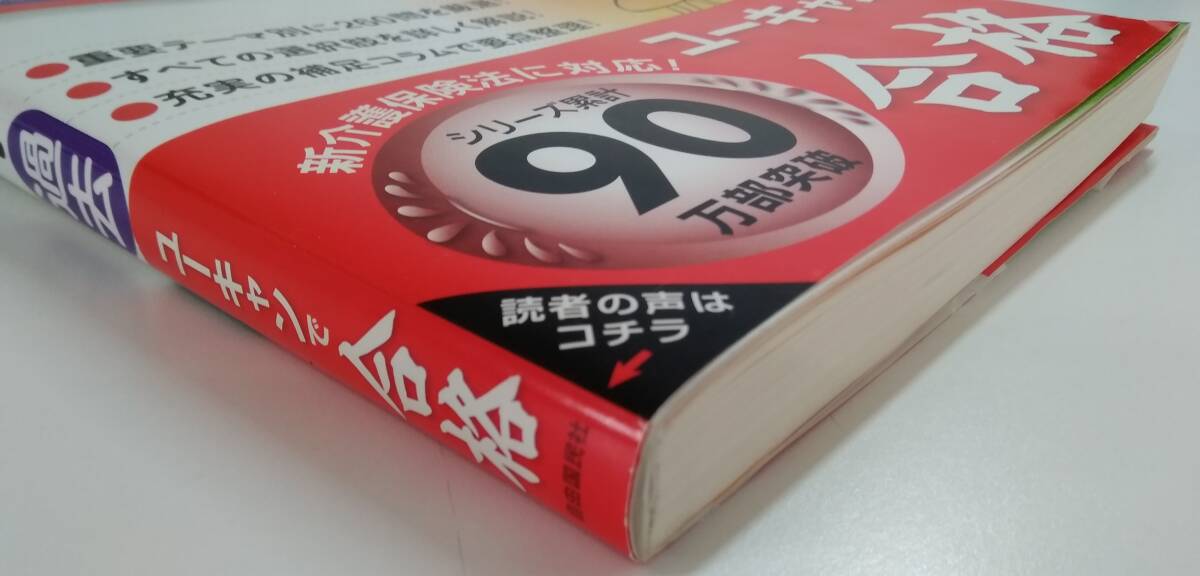 重要テーマ別に260問を厳選!
すべての選択肢を詳しく解説!
充実の補足コラムで要点整理!
新介護保険法に対応!
ユーキャ
合格
シリーズ累計
90
万部突破
読者の声は
コチラ
過去
ユーキャンで
合格
自由国民社